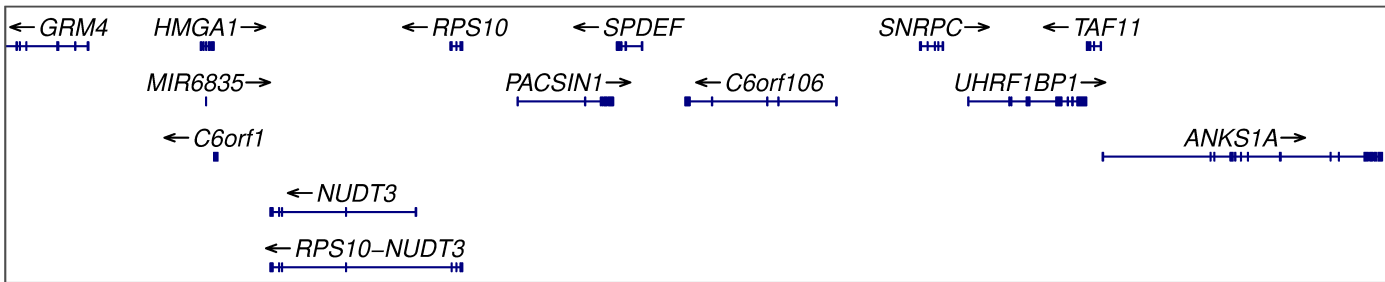 ←GRM4 HMGA1→ ←RPS10 ←SPDEF SNRPC→ ←TAF11
MIR6835→ PACSIN1→ ←C6orf106 UHRF1BP1→
←C6orf1 ANKS1A→
←NUDT3
←RPS10−NUDT3